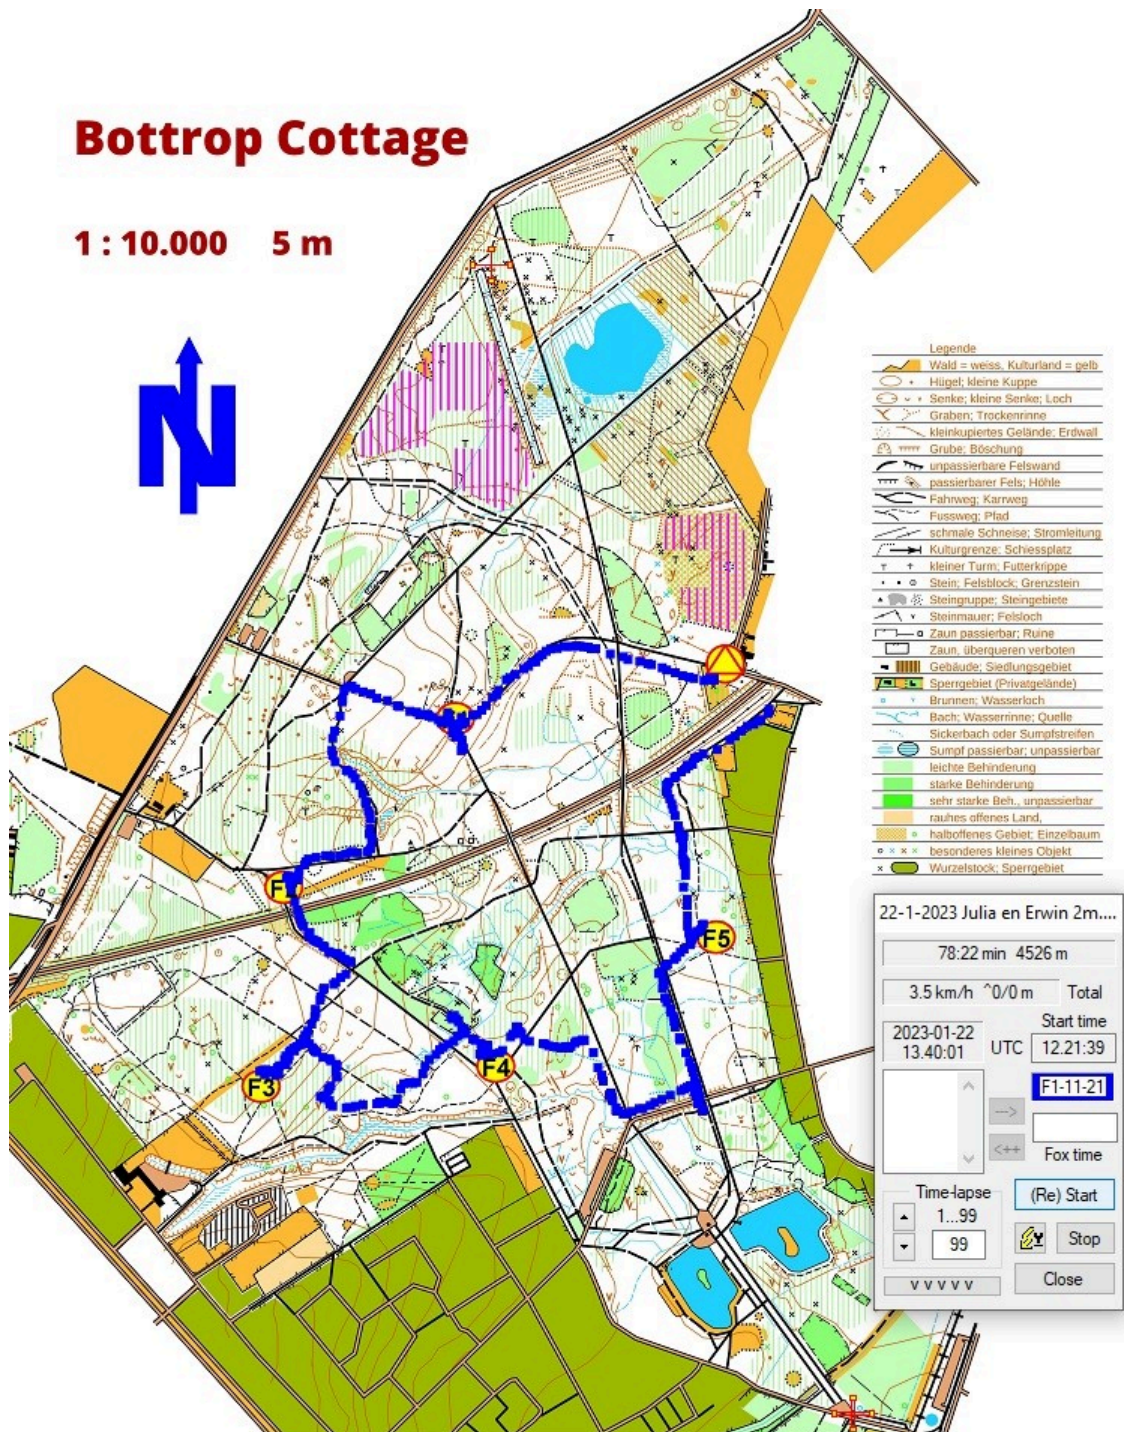 Bottrop Cottage
1 : 10.000 5 m
N
Legende
Wald = weiss, Kulturland = gelb
Hügel; kleine Kuppe
Senke; kleine Senke; Loch
Graben; Trockenrinne
kleinkupiertes Gelände; Erdwall
Grube; Böschung
unpassierbare Felswand
passierbarer Fels; Höhle
Fahrweg; Karrweg
Fussweg; Pfad
schmale Schneise; Stromleitung
Kulturgrenze; Schiessplatz
kleiner Turm; Futterkrippe
Stein; Felsblock; Grenzstein
Steingruppe; Steingebiete
Steinmauer; Felsloch
Zaun passierbar; Ruine
Zaun, überqueren verboten
Gebäude; Siedlungsgebiet
Sperrgebiet (Privatgelände)
Brunnen; Wasserloch
Bach; Wasserrinne; Quelle
Sickerbach oder Sumpfstreifen
Sumpf passierbar; unpassierbar
leichte Behinderung
starke Behinderung
sehr starke Beh., unpassierbar
rauhes offenes Land,
halboffenes Gebiet; Einzelbaum
besonderes kleines Objekt
Wurzelstock; Sperrgebiet
F3
F4
F5
22-1-2023 Julia en Erwin 2m....
78:22 min 4526 m
3.5 km/h ^0/0 m Total
Start time
2023-01-22
13.40:01
UTC 12.21:39
F1-11-21
--->
<++
Fox time
Time-lapse
1...99
99
(Re) Start
Stop
Close
V V V V V